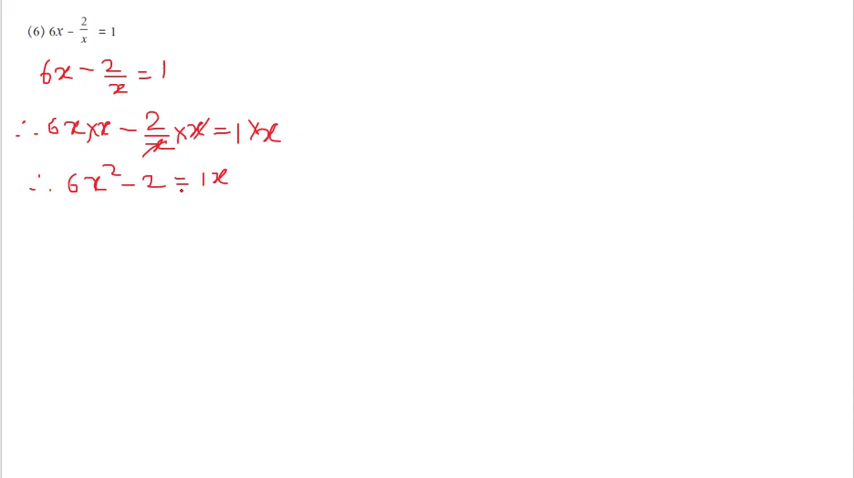 (6) 6x - 2/x = 1
6x - 2/x = 1
∴ 6x × x - 2/x × x = 1 × x
∴ 6x² - 2 = 1x